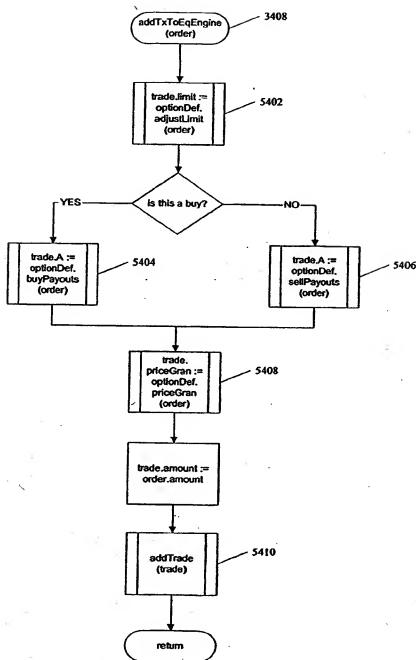 addTxToEqEngine
(order)
3408
trade.limit :=
optionDef.
adjustLimit
(order)
5402
is this a buy?
YES
NO
trade.A :=
optionDef.
buyPayouts
(order)
5404
trade.A :=
optionDef.
sellPayouts
(order)
5406
trade.
priceGran :=
optionDef.
priceGran
(order)
5408
trade.amount :=
order.amount
addTrade
(trade)
5410
return